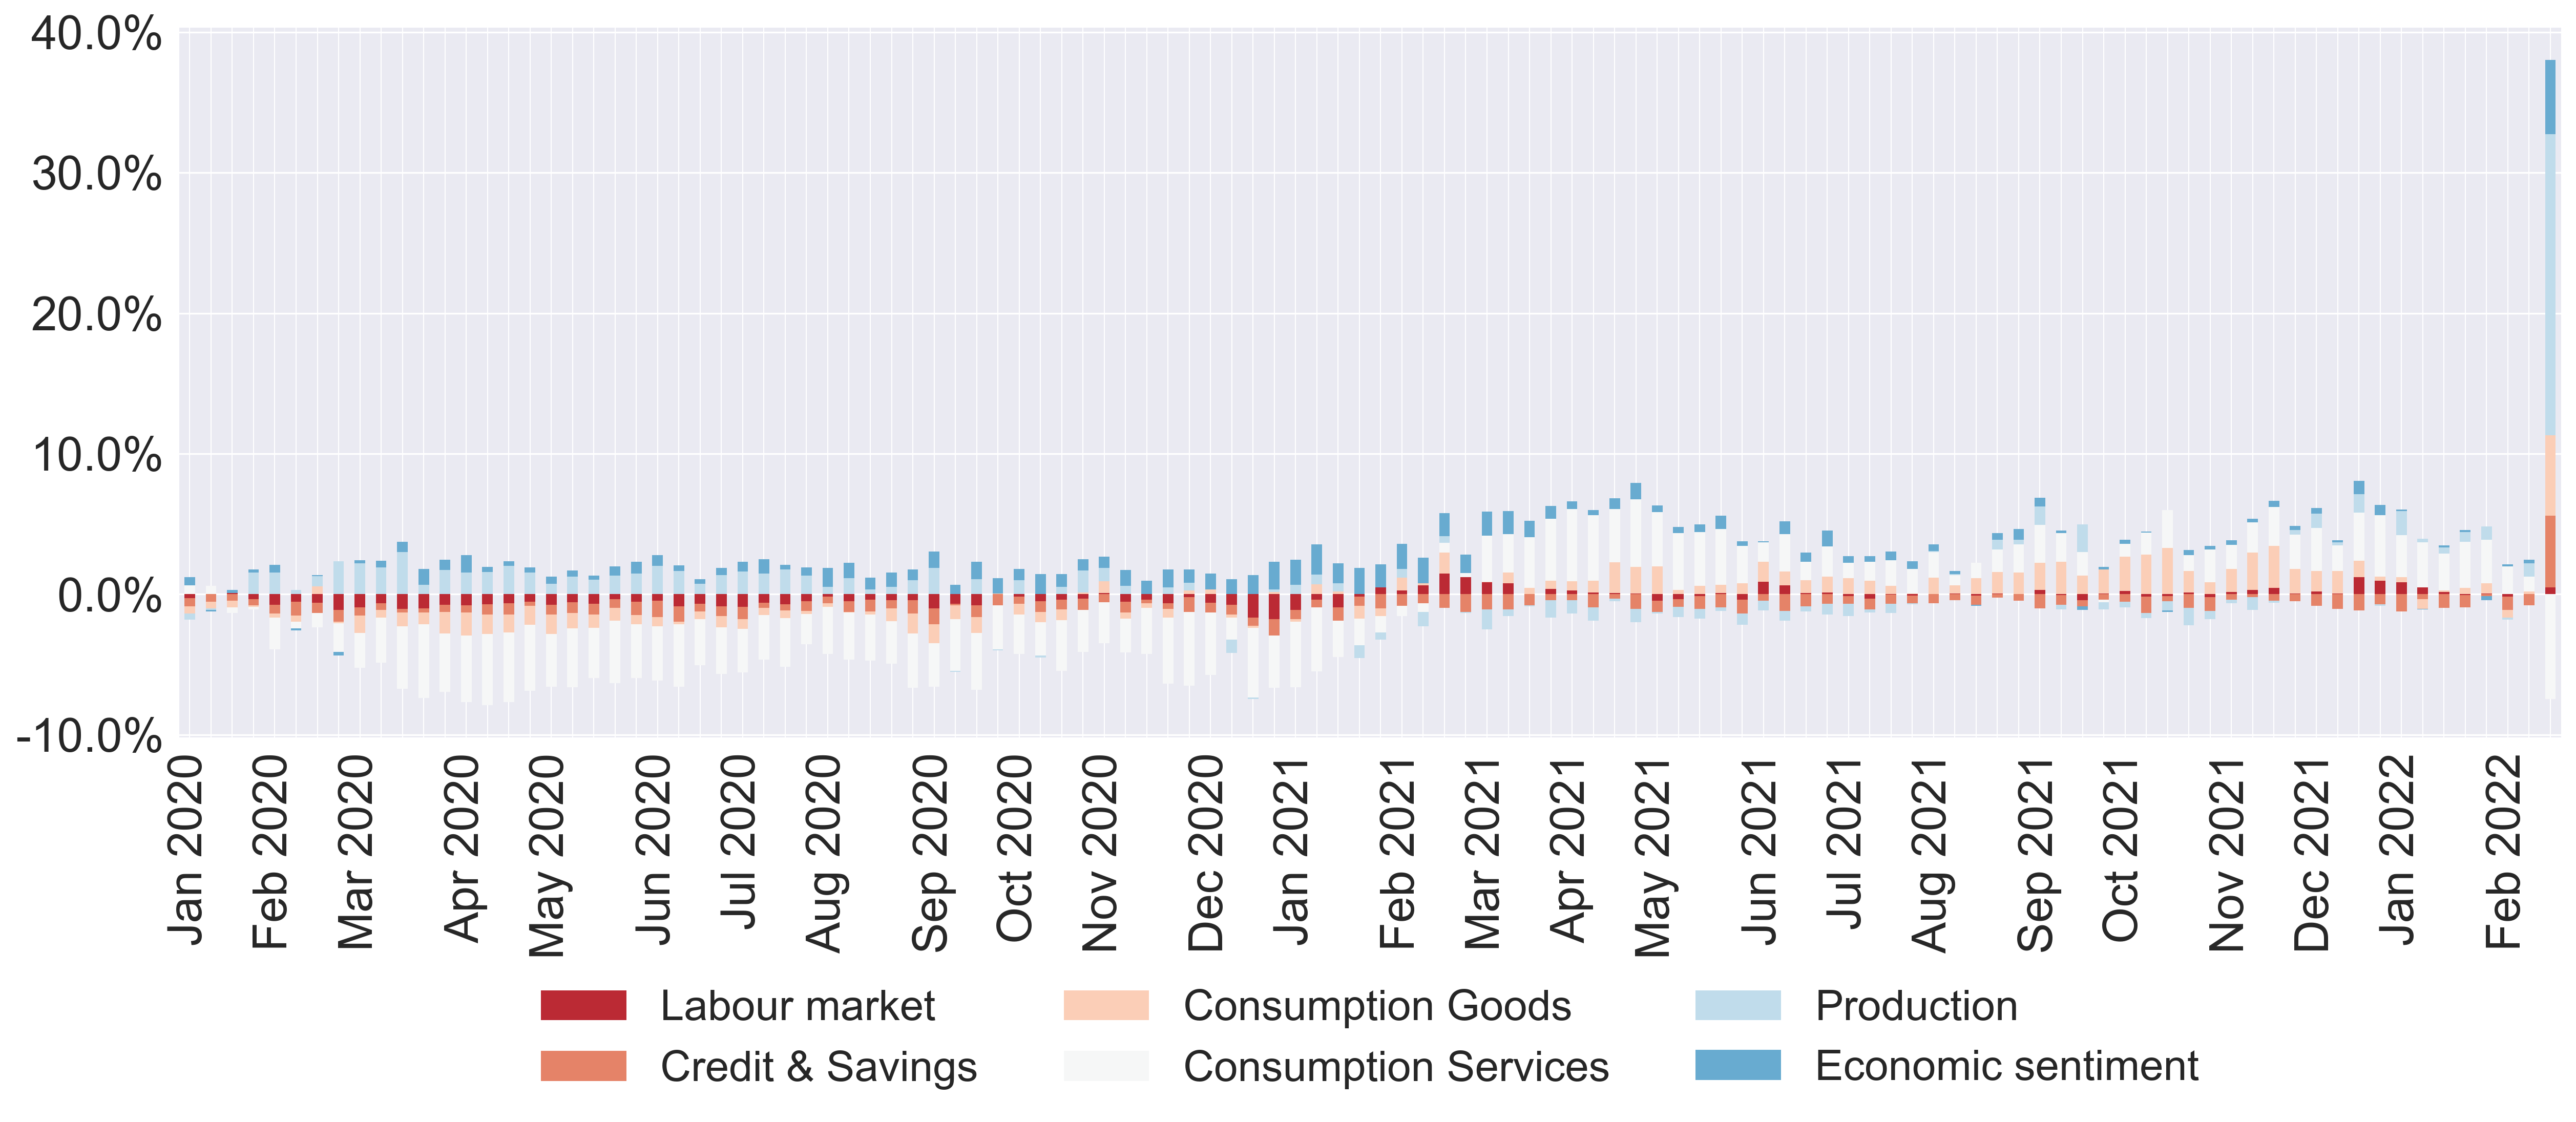 40.0%
30.0%
20.0%
10.0%
0.0%
-10.0%
Jan 2020
Feb 2020
Mar 2020
Apr 2020
May 2020
Jun 2020
Jul 2020
Aug 2020
Sep 2020
Oct 2020
Nov 2020
Dec 2020
Jan 2021
Feb 2021
Mar 2021
Apr 2021
May 2021
Jun 2021
Jul 2021
Aug 2021
Sep 2021
Oct 2021
Nov 2021
Dec 2021
Jan 2022
Feb 2022
Labour market
Consumption Goods
Production
Credit & Savings
Consumption Services
Economic sentiment